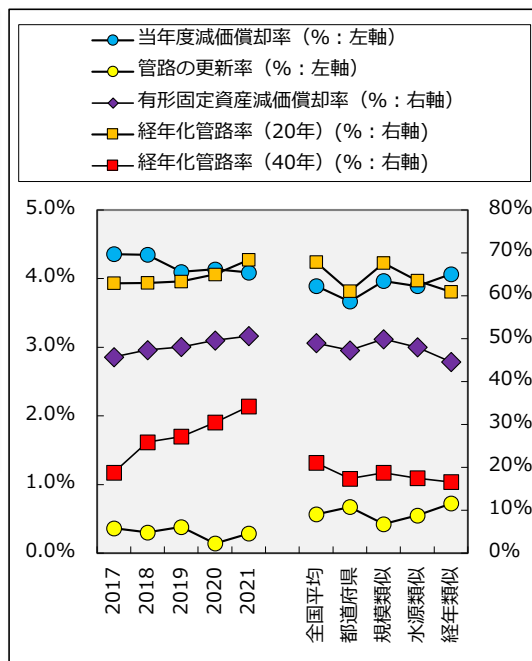 当年度減価償却率（%：左軸）
管路の更新率（%：左軸）
有形固定資産減価償却率（%：右軸）
経年化管路率（20年）(%：右軸)
経年化管路率（40年）(%：右軸)
5.0%
4.0%
3.0%
2.0%
1.0%
0.0%
80%
70%
60%
50%
40%
30%
20%
10%
0%
2017
2018
2019
2020
2021
全国平均
都道府県
規模類似
水源類似
経年類似